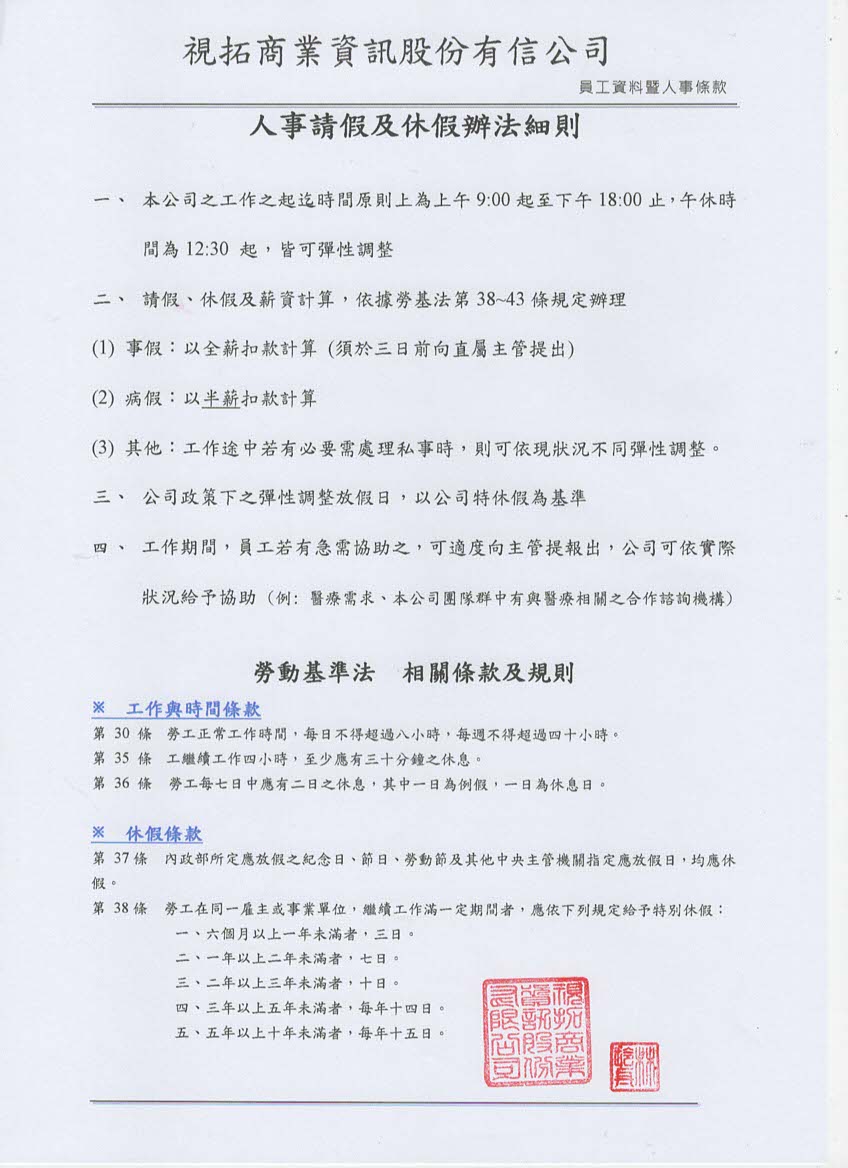 視拓商業資訊股份有信公司
員工資料暨人事條款
人事請假及休假辦法細則
一、 本公司之工作之起迄時間原則上為上午 9:00 起至下午 18:00 止,午休時
間為 12:30 起,皆可彈性調整
二、 請假、休假及薪資計算,依據勞基法第 38~43 條規定辦理
(1) 事假:以全薪扣款計算 (須於三日前向直屬主管提出)
(2) 病假:以半薪扣款計算
(3) 其他:工作途中若有必要需處理私事時,則可依現狀況不同彈性調整。
三、 公司政策下之彈性調整放假日,以公司特休假為基準
四、 工作期間,員工若有急需協助之,可適度向主管提報出,公司可依實際
狀況給予協助 (例: 醫療需求、本公司團隊群中有與醫療相關之合作諮詢機構)
勞動基準法 相關條款及規則
※ 工作與時間條款
第 30 條 勞工正常工作時間,每日不得超過八小時,每週不得超過四十小時。
第 35 條 工繼續工作四小時,至少應有三十分鐘之休息。
第 36 條 勞工每七日中應有二日之休息,其中一日為例假,一日為休息日。
※ 休假條款
第 37 條 內政部所定應放假之紀念日、節日、勞動節及其他中央主管機關指定應放假日,均應休
假。
第 38 條 勞工在同一雇主或事業單位,繼續工作滿一定期間者,應依下列規定給予特別休假:
一、六個月以上一年未滿者,三日。
二、一年以上二年未滿者,七日。
三、二年以上三年未滿者,十日。
四、三年以上五年未滿者,每年十四日。
五、五年以上十年未滿者,每年十五日。
視拓商業
資訊股份
有限公司
林